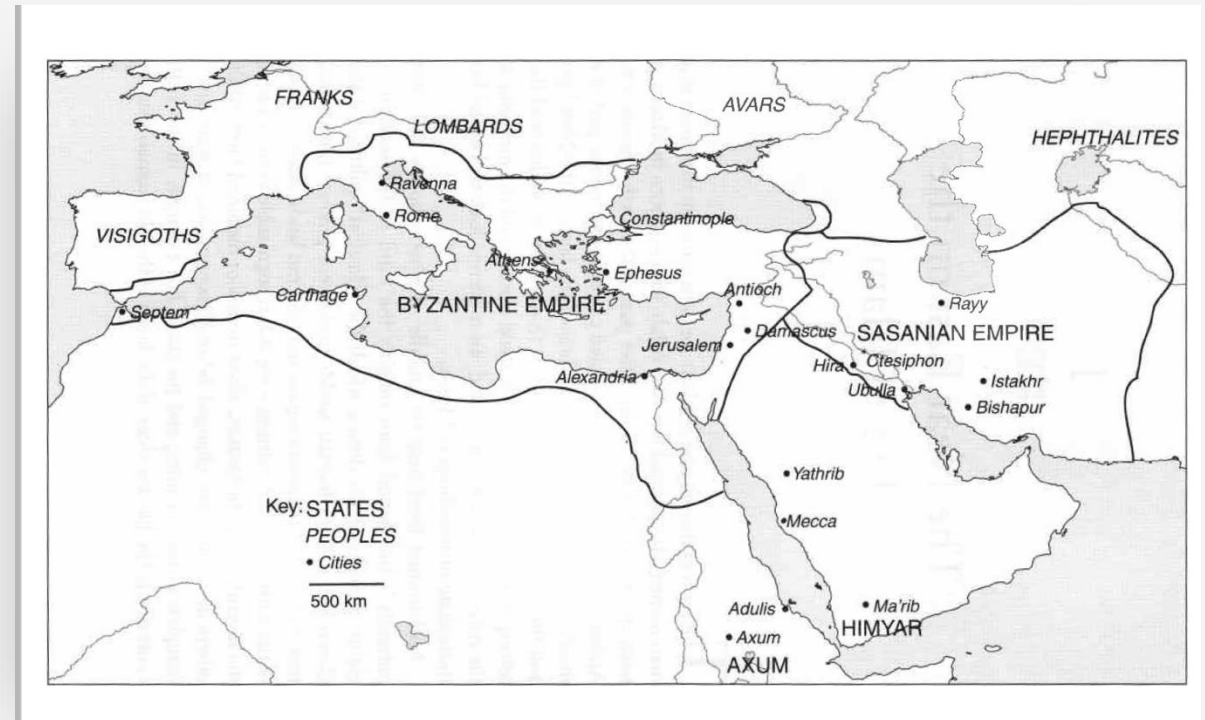 FRANKS
AVARS
LOMBARDS
HEPHTHALITES
Ravenna
Rome
Constantinople
VISIGOTHS
Athens
Ephesus
Carthage
BYZANTINE EMPIRE
Antioch
Rayy
Septem
Damascus
SASANIAN EMPIRE
Jerusalem
Hira
Ctesiphon
Alexandria
Ubulla
Istakhr
Bishapur
Yathrib
Key: STATES
Mecca
PEOPLES
Cities
500 km
Adulis
Ma'rib
HIMYAR
Axum
AXUM